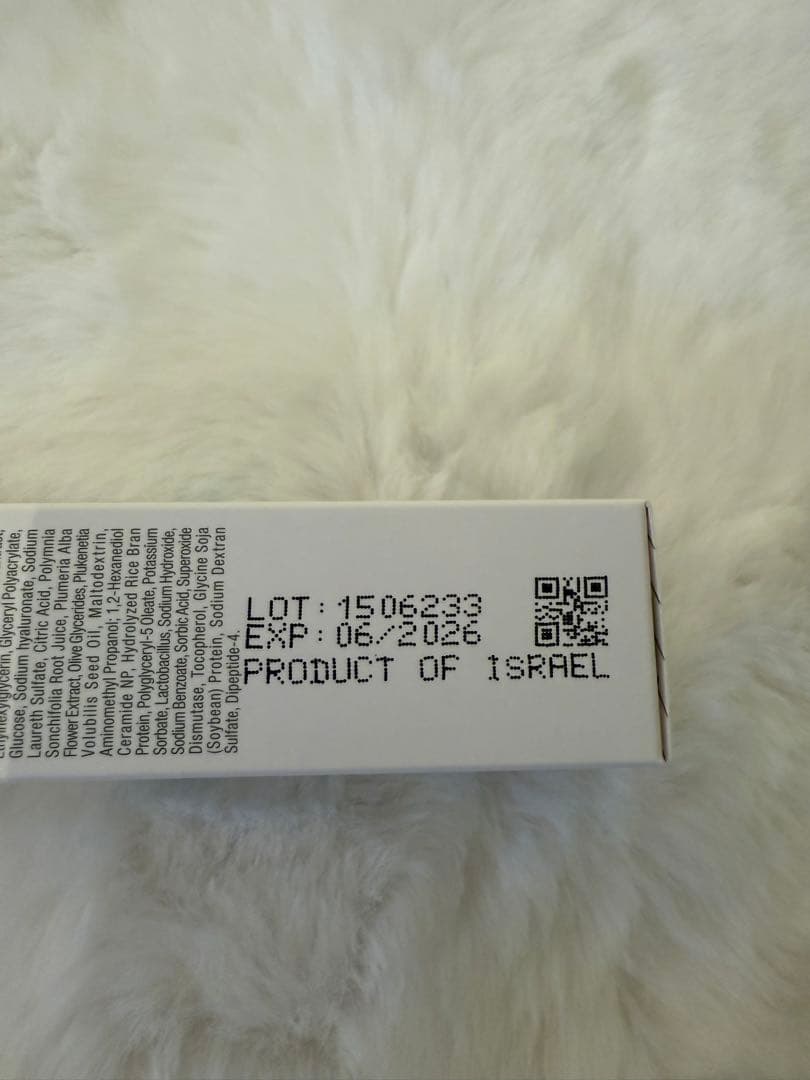 Ethylhexylglycerin, Glyceryl Polyacrylate,
Glucose, Sodium hyaluronate, Sodium
Laureth Sulfate, Citric Acid, Polymnia
Sonchifolia Root Juice, Plumeria Alba
Flower Extract, Olive Glycerides, Plukenetia
Volubilis Seed Oil, Maltodextrin,
Aminomethyl Propanol; 1,2-Hexanediol
Ceramide NP, Hydrolyzed Rice Bran
Protein, Polyglyceryl-5 Oleate, Potassium
Sorbate, Lactobacillus, Sodium Hydroxide,
Sodium Benzoate, Sorbic Acid, Superoxide
Dismutase, Tocopherol, Glycine Soja
(Soybean) Protein, Sodium Dextran
Sulfate, Dipeptide-4,
LOT: 1506233
EXP: 06/2026
PRODUCT OF ISRAEL